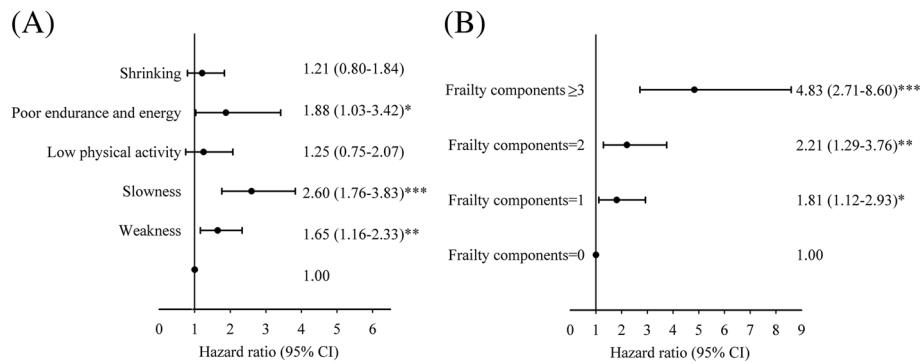 (A)
Shrinking 1.21 (0.80-1.84)
Poor endurance and energy 1.88 (1.03-3.42)*
Low physical activity 1.25 (0.75-2.07)
Slowness 2.60 (1.76-3.83)***
Weakness 1.65 (1.16-2.33)**
1.00
0 1 2 3 4 5 6
Hazard ratio (95% CI)
(B)
Frailty components≥3 4.83 (2.71-8.60)***
Frailty components=2 2.21 (1.29-3.76)**
Frailty components=1 1.81 (1.12-2.93)*
Frailty components=0 1.00
0 1 2 3 4 5 6 7 8 9
Hazard ratio (95% CI)